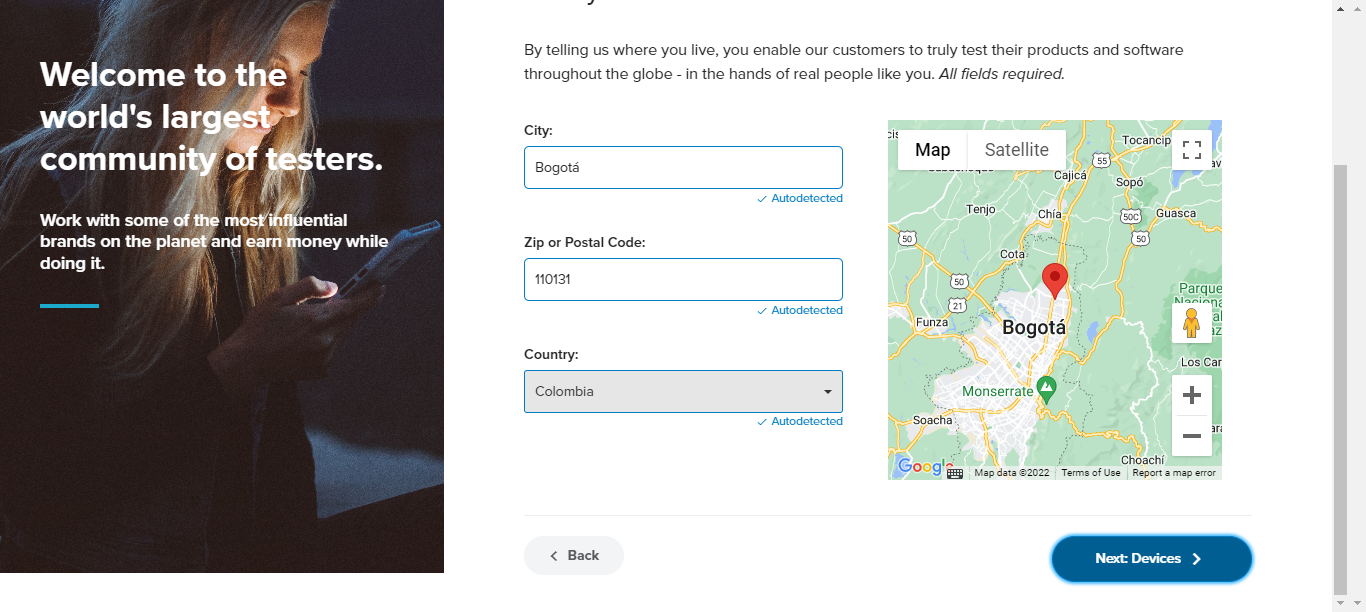 Welcome to the
world's largest
community of testers.
Work with some of the most influential
brands on the planet and earn money while
doing it.
By telling us where you live, you enable our customers to truly test their products and software
throughout the globe - in the hands of real people like you. All fields required.
City:
Bogotá
Autodetected
Zip or Postal Code:
110131
Autodetected
Country:
Colombia
Autodetected
Map Satellite
Tocancip
55
Cajicá
Sopó
Tenjo
Chía
50C
Guasca
50
50
Cota
50
21
Parque
Funza
Bogotá
Los Car
Monserrate
Soacha
Choachí
Google
Map data ©2022 Terms of Use Report a map error
Back
Next: Devices